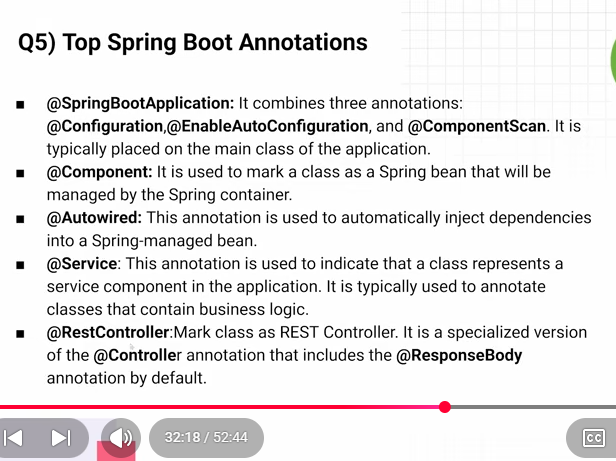 Q5) Top Spring Boot Annotations
■ @SpringBootApplication: It combines three annotations:
@Configuration,@EnableAutoConfiguration, and @ComponentScan. It is
typically placed on the main class of the application.
■ @Component: It is used to mark a class as a Spring bean that will be
managed by the Spring container.
■ @Autowired: This annotation is used to automatically inject dependencies
into a Spring-managed bean.
■ @Service: This annotation is used to indicate that a class represents a
service component in the application. It is typically used to annotate
classes that contain business logic.
■ @RestController:Mark class as REST Controller. It is a specialized version
of the @Controller annotation that includes the @ResponseBody
annotation by default.
32:18 / 52:44
CC